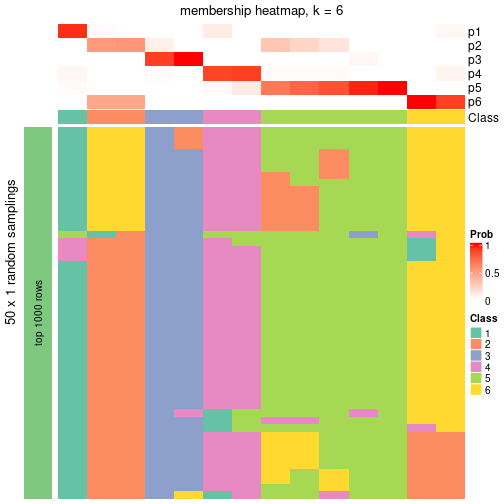 membership heatmap, k = 6
p1
p2
p3
p4
p5
p6
Class
50 x 1 random samplings
top 1000 rows
Prob
1
0.5
0
Class
1
2
3
4
5
6